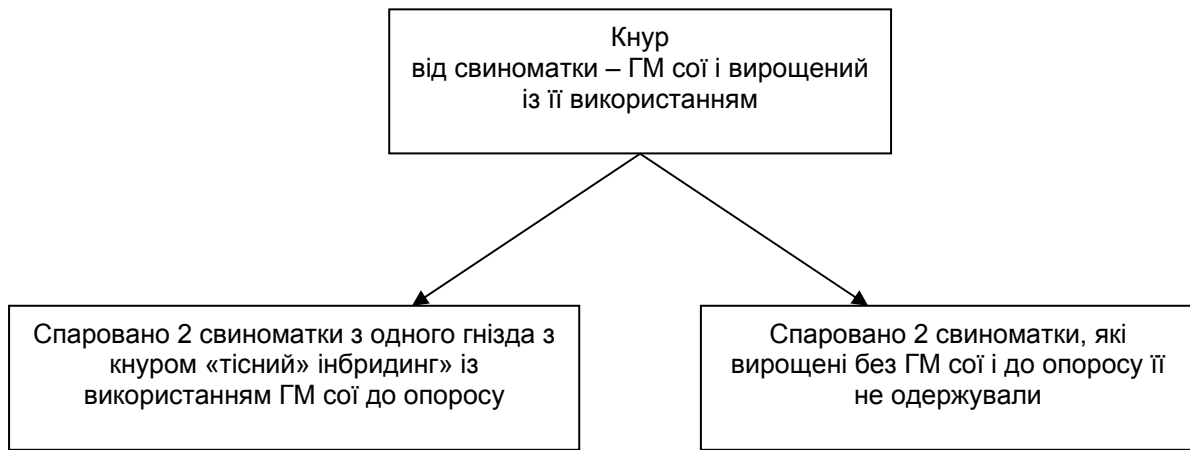 Кнур
від свиноматки – ГМ сої і вирощений
із її використанням
Спаровано 2 свиноматки з одного гнізда з
кнуром «тісний» інбридинг» із
використанням ГМ сої до опоросу
Спаровано 2 свиноматки, які
вирощені без ГМ сої і до опоросу її
не одержували